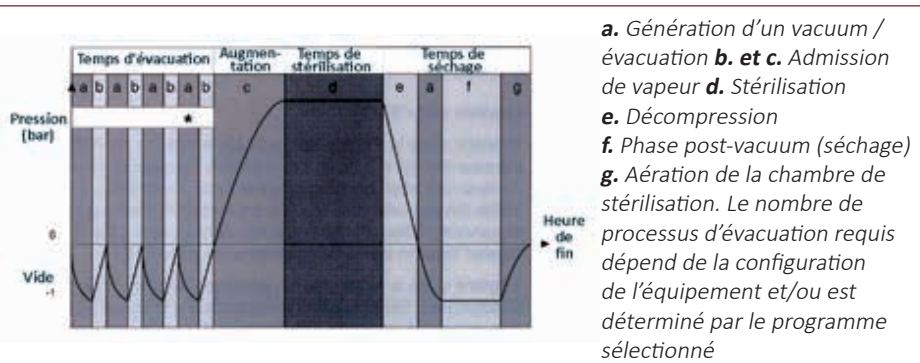 Temps d'évacuation
Augmen-
tation
Temps de
stérilisation
Temps de
séchage
a b a b a b a b c d e a f g
*
Pression
(bar)
0
Vide
-1
Heure
de
fin
a. Génération d’un vacuum /
évacuation b. et c. Admission
de vapeur d. Stérilisation
e. Décompression
f. Phase post-vacuum (séchage)
g. Aération de la chambre de
stérilisation. Le nombre de
processus d’évacuation requis
dépend de la configuration
de l’équipement et/ou est
déterminé par le programme
sélectionné